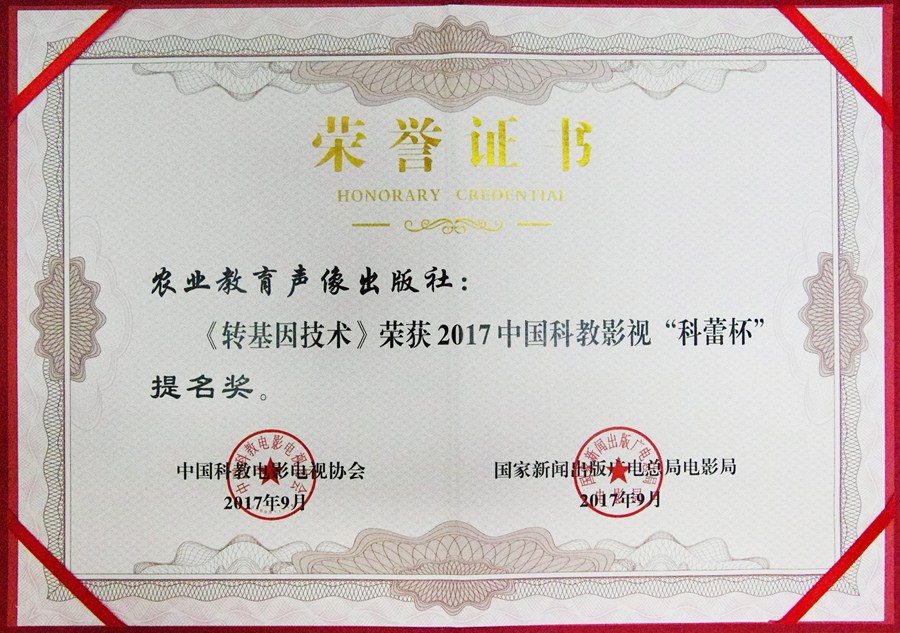 荣誉证书
HONORARY CREDENTIAL
农业教育声像出版社：
《转基因技术》荣获2017中国科教影视“科蕾杯”
提名奖。
中国科教电影电视协会
2017年9月
国家新闻出版广电总局电影局
2017年9月